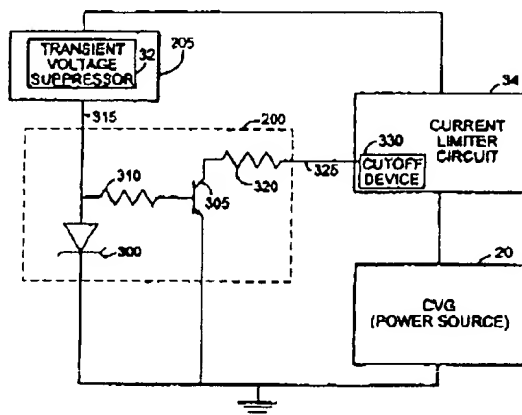 TRANSIENT
VOLTAGE
SUPPRESSOR
32
205
34
315
200
CURRENT
LIMITER
CIRCUIT
330
CUTOFF
DEVICE
310
320
325
305
300
20
CVG
(POWER SOURCE)